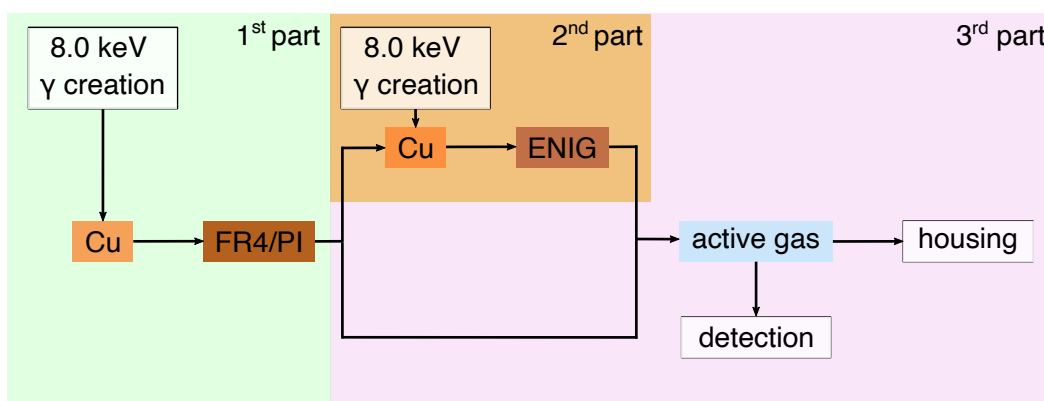 1st part
8.0 keV
γ creation
Cu
FR4/PI
2nd part
8.0 keV
γ creation
Cu
ENIG
3rd part
active gas
housing
detection